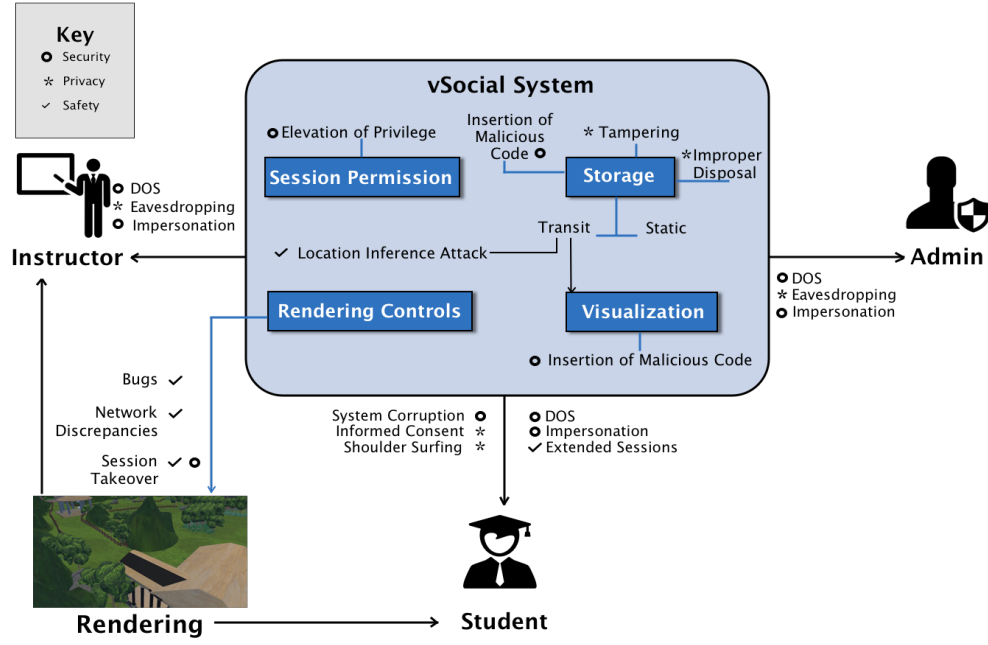 Key
Security
* Privacy
✓ Safety
vSocial System
Elevation of Privilege
Session Permission
Insertion of
Malicious
Code
* Tampering
Storage
*Improper
Disposal
Transit
Static
✓ Location Inference Attack
Rendering Controls
Visualization
Insertion of Malicious Code
DOS
* Eavesdropping
Impersonation
Instructor
Admin
DOS
* Eavesdropping
Impersonation
Bugs ✓
Network ✓
Discrepancies
Session ✓
Takeover
System Corruption
Informed Consent *
Shoulder Surfing *
DOS
Impersonation
✓ Extended Sessions
Rendering
Student